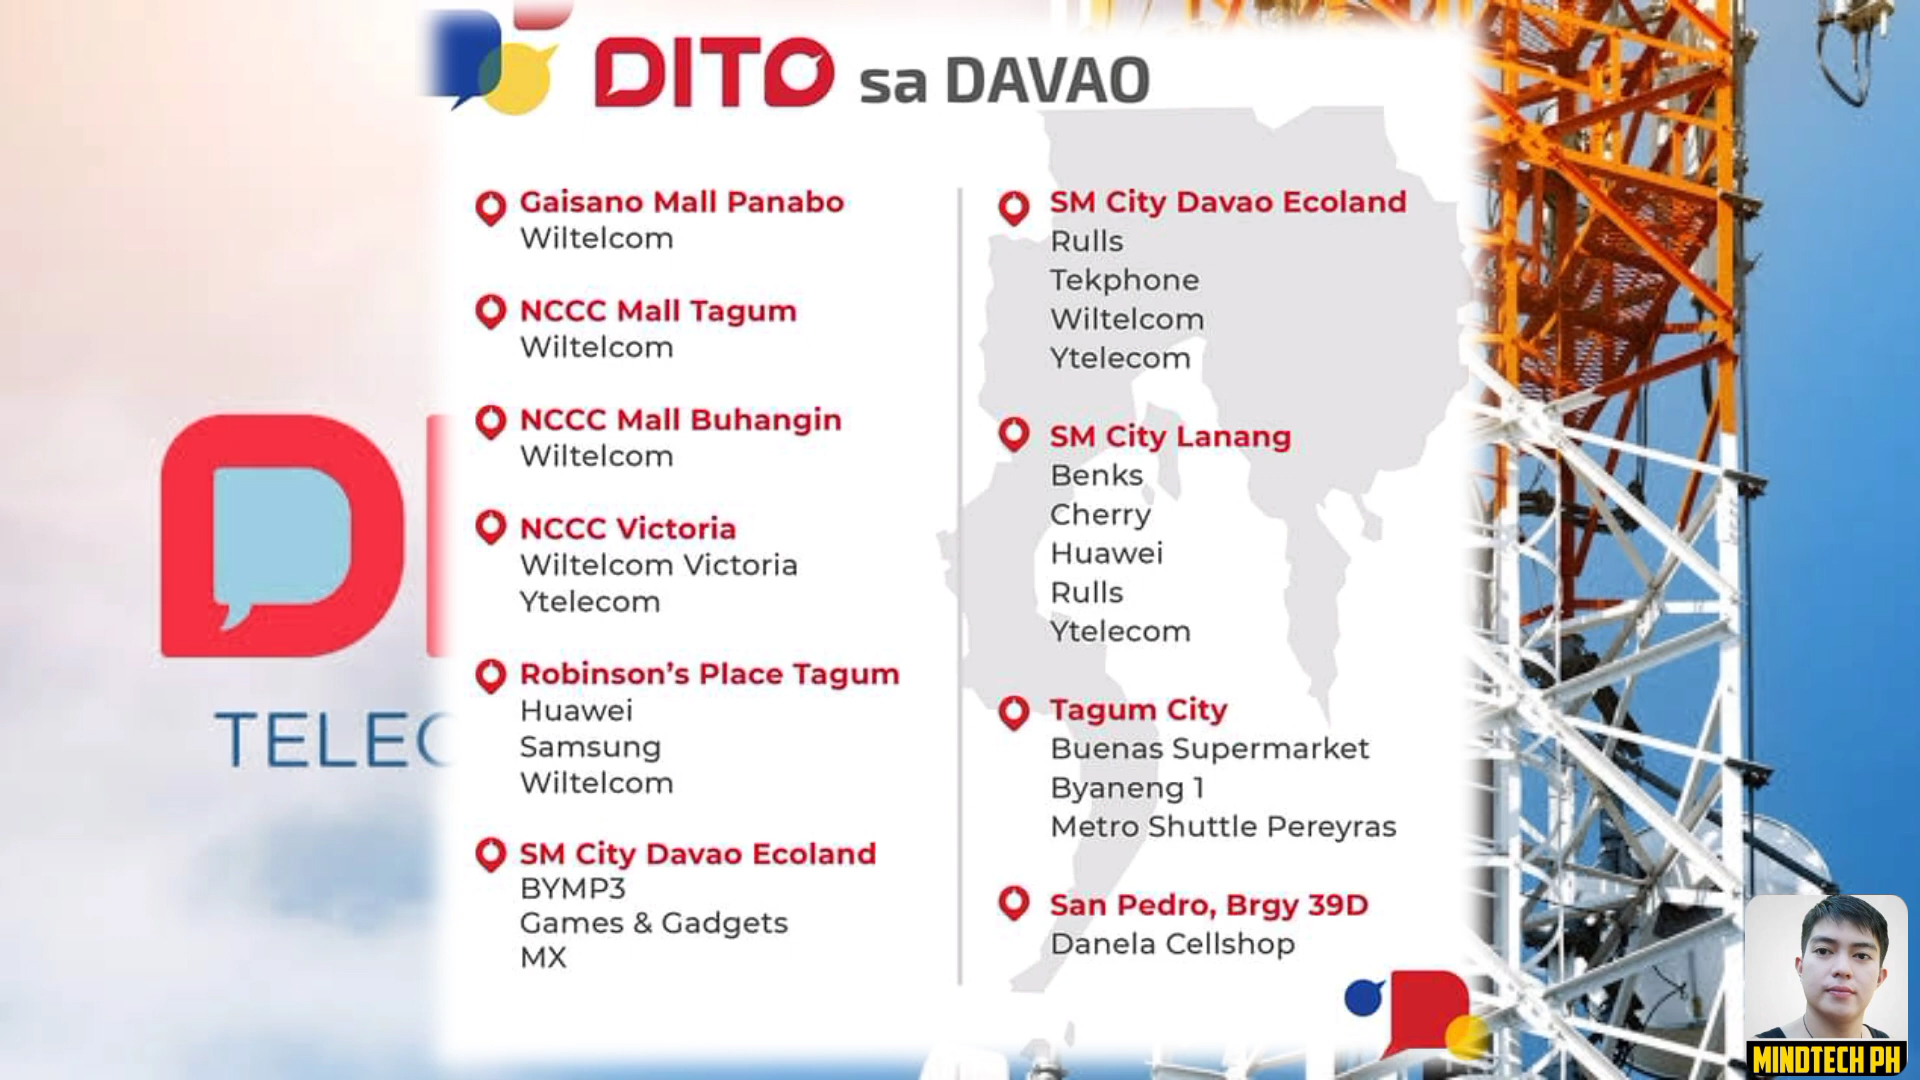 DITO sa DAVAO
Gaisano Mall Panabo
Wiltelcom
NCCC Mall Tagum
Wiltelcom
NCCC Mall Buhangin
Wiltelcom
NCCC Victoria
Wiltelcom Victoria
Ytelecom
Robinson’s Place Tagum
Huawei
Samsung
Wiltelcom
SM City Davao Ecoland
BYMP3
Games & Gadgets
MX
SM City Davao Ecoland
Rulls
Tekphone
Wiltelcom
Ytelecom
SM City Lanang
Benks
Cherry
Huawei
Rulls
Ytelecom
Tagum City
Buenas Supermarket
Byaneng 1
Metro Shuttle Pereyras
San Pedro, Brgy 39D
Danela Cellshop
MINDTECH PH